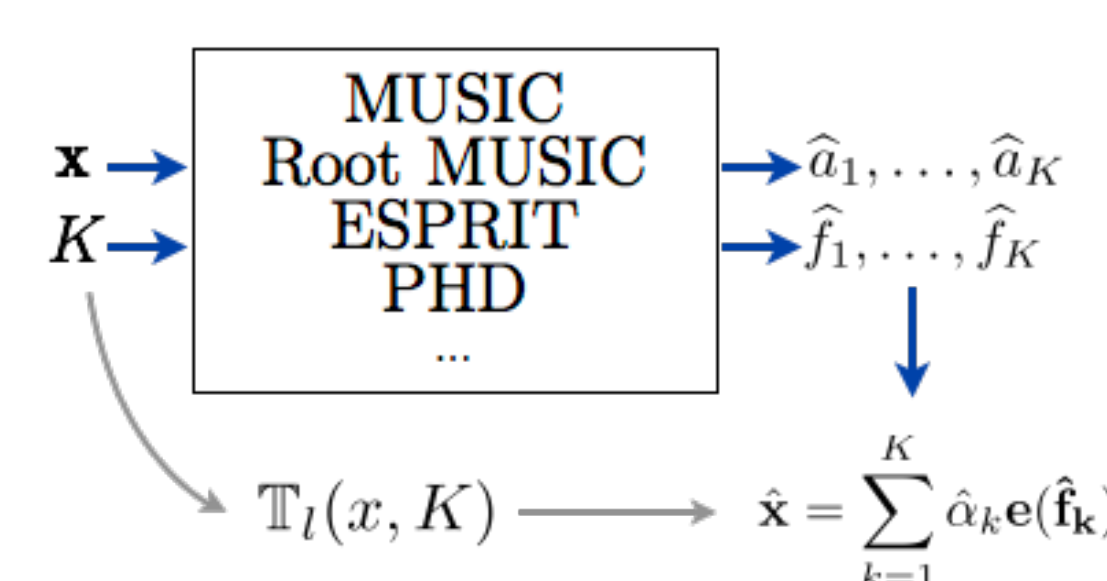 MUSIC
Root MUSIC
ESPRIT
PHD
...
x
K
â₁, . . . , â_K
f̂₁, . . . , f̂_K
𝕋_l(x, K)
x̂ = ∑_{k=1}^{K} α̂_k e(f̂_k)